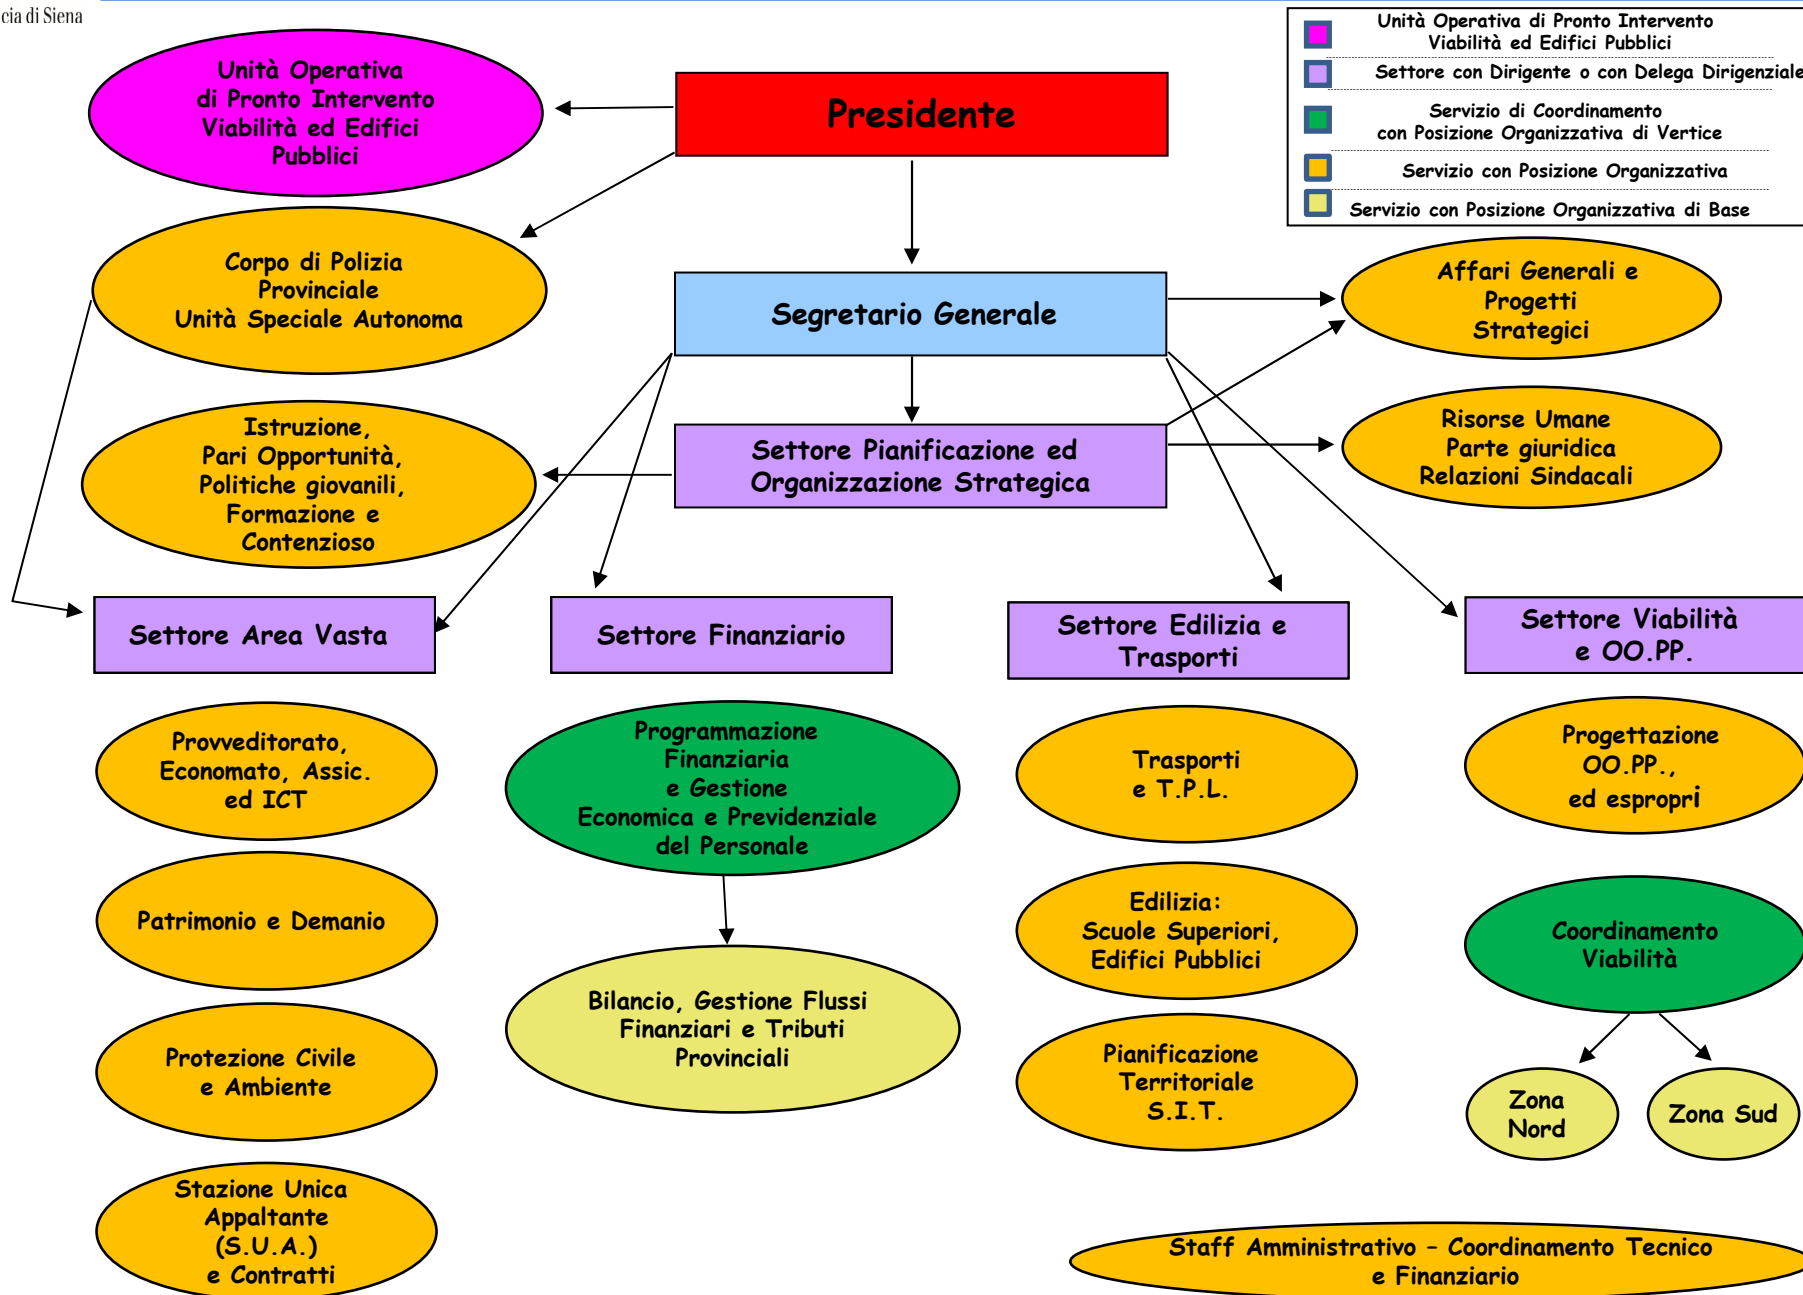 cia di Siena
Unità Operativa di Pronto Intervento
Viabilità ed Edifici Pubblici
Settore con Dirigente o con Delega Dirigenziale
Servizio di Coordinamento
con Posizione Organizzativa di Vertice
Servizio con Posizione Organizzativa
Servizio con Posizione Organizzativa di Base
Unità Operativa
di Pronto Intervento
Viabilità ed Edifici
Pubblici
Presidente
Corpo di Polizia
Provinciale
Unità Speciale Autonoma
Segretario Generale
Affari Generali e
Progetti
Strategici
Istruzione,
Pari Opportunità,
Politiche giovanili,
Formazione e
Contenzioso
Settore Pianificazione ed
Organizzazione Strategica
Risorse Umane
Parte giuridica
Relazioni Sindacali
Settore Area Vasta
Settore Finanziario
Settore Edilizia e
Trasporti
Settore Viabilità
e OO.PP.
Provveditorato,
Economato, Assic.
ed ICT
Programmazione
Finanziaria
e Gestione
Economica e Previdenziale
del Personale
Trasporti
e T.P.L.
Progettazione
OO.PP.,
ed espropri
Patrimonio e Demanio
Edilizia:
Scuole Superiori,
Edifici Pubblici
Coordinamento
Viabilità
Protezione Civile
e Ambiente
Bilancio, Gestione Flussi
Finanziari e Tributi
Provinciali
Pianificazione
Territoriale
S.I.T.
Zona
Nord
Zona Sud
Stazione Unica
Appaltante
(S.U.A.)
e Contratti
Staff Amministrativo – Coordinamento Tecnico
e Finanziario